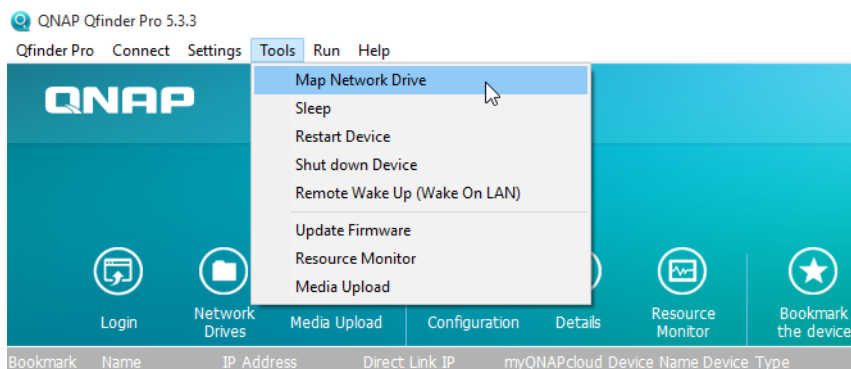 QNAP Qfinder Pro 5.3.3
Qfinder Pro Connect Settings Tools Run Help
QNAP
Map Network Drive
Sleep
Restart Device
Shut down Device
Remote Wake Up (Wake On LAN)
Update Firmware
Resource Monitor
Media Upload
Login
Network
Drives
Media Upload
Configuration
Details
Resource
Monitor
Bookmark
the device
Bookmark Name IP Address Direct Link IP myQNAPcloud Device Name Device Type